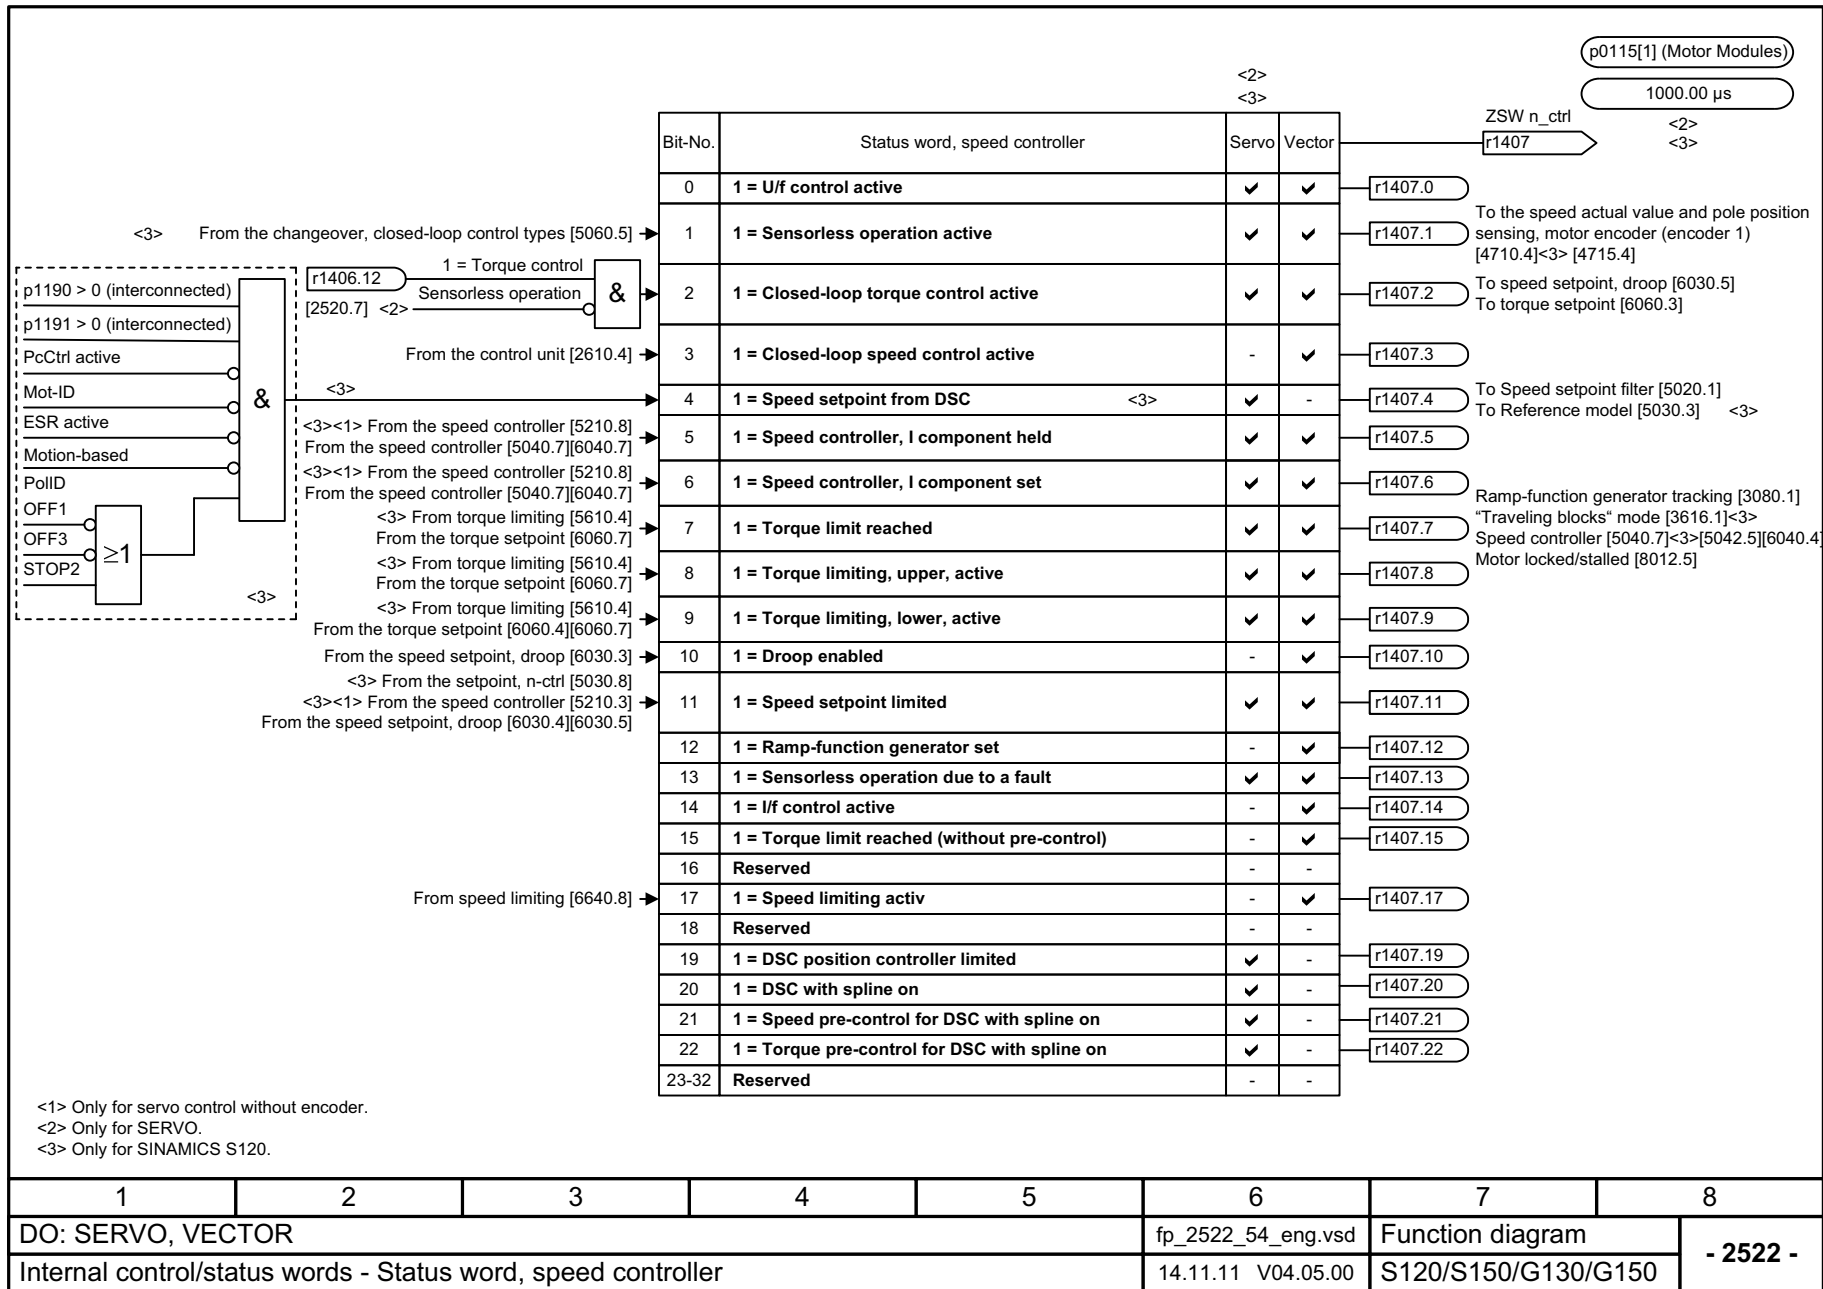 p0115[1] (Motor Modules)
1000.00 µs
<2>
<3>
<2>
<3>
ZSW n_ctrl
r1407
Bit-No. Status word, speed controller Servo Vector
0 1 = U/f control active ✔ ✔ r1407.0
<3> From the changeover, closed-loop control types [5060.5] 1 1 = Sensorless operation active ✔ ✔ r1407.1
To the speed actual value and pole position
sensing, motor encoder (encoder 1)
[4710.4]<3> [4715.4]
r1406.12 1 = Torque control
Sensorless operation
[2520.7] <2>
&
2 1 = Closed-loop torque control active ✔ ✔ r1407.2
To speed setpoint, droop [6030.5]
To torque setpoint [6060.3]
From the control unit [2610.4] 3 1 = Closed-loop speed control active - ✔ r1407.3
p1190 > 0 (interconnected)
p1191 > 0 (interconnected)
PcCtrl active
Mot-ID
ESR active
Motion-based
PolID
OFF1
OFF3
STOP2
≥1
&
<3>
<3>
4 1 = Speed setpoint from DSC <3> ✔ - r1407.4
To Speed setpoint filter [5020.1]
To Reference model [5030.3] <3>
<3><1> From the speed controller [5210.8]
From the speed controller [5040.7][6040.7]
5 1 = Speed controller, I component held ✔ ✔ r1407.5
<3><1> From the speed controller [5210.8]
From the speed controller [5040.7][6040.7]
6 1 = Speed controller, I component set ✔ ✔ r1407.6
<3> From torque limiting [5610.4]
From the torque setpoint [6060.7]
7 1 = Torque limit reached ✔ ✔ r1407.7
Ramp-function generator tracking [3080.1]
“Traveling blocks“ mode [3616.1]<3>
Speed controller [5040.7]<3>[5042.5][6040.4]
Motor locked/stalled [8012.5]
<3> From torque limiting [5610.4]
From the torque setpoint [6060.7]
8 1 = Torque limiting, upper, active ✔ ✔ r1407.8
<3> From torque limiting [5610.4]
From the torque setpoint [6060.4][6060.7]
9 1 = Torque limiting, lower, active ✔ ✔ r1407.9
From the speed setpoint, droop [6030.3] 10 1 = Droop enabled - ✔ r1407.10
<3> From the setpoint, n-ctrl [5030.8]
<3><1> From the speed controller [5210.3]
From the speed setpoint, droop [6030.4][6030.5]
11 1 = Speed setpoint limited ✔ ✔ r1407.11
12 1 = Ramp-function generator set - ✔ r1407.12
13 1 = Sensorless operation due to a fault ✔ ✔ r1407.13
14 1 = I/f control active - ✔ r1407.14
15 1 = Torque limit reached (without pre-control) - ✔ r1407.15
16 Reserved - -
From speed limiting [6640.8] 17 1 = Speed limiting activ - ✔ r1407.17
18 Reserved - -
19 1 = DSC position controller limited ✔ - r1407.19
20 1 = DSC with spline on ✔ - r1407.20
21 1 = Speed pre-control for DSC with spline on ✔ - r1407.21
22 1 = Torque pre-control for DSC with spline on ✔ - r1407.22
23-32 Reserved - -
<1> Only for servo control without encoder.
<2> Only for SERVO.
<3> Only for SINAMICS S120.
1 2 3 4 5 6 7 8
DO: SERVO, VECTOR fp_2522_54_eng.vsd Function diagram
- 2522 -
Internal control/status words - Status word, speed controller 14.11.11 V04.05.00 S120/S150/G130/G150